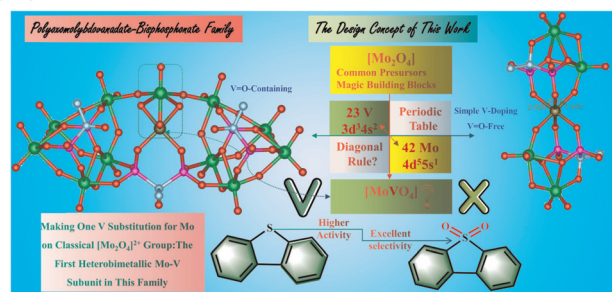 Polyoxomolybdovanadate-Bisphosphonate Family
The Design Concept of This Work
[Mo2O4]
Common Presursors
Magic Building Blocks
V=O-Containing
23 V
3d34s2
Periodic
Table
Simple V-Doping
V=O-Free
Diagonal
Rule?
42 Mo
4d55s1
[MoVO4]
V
X
Making One V Substitution for Mo
on Classical [Mo2O4]2+ Group:The
First Heterobimetallic Mo-V
Subunit in This Family
Higher
Activity
Excellent
selectivity
S
O
S
O